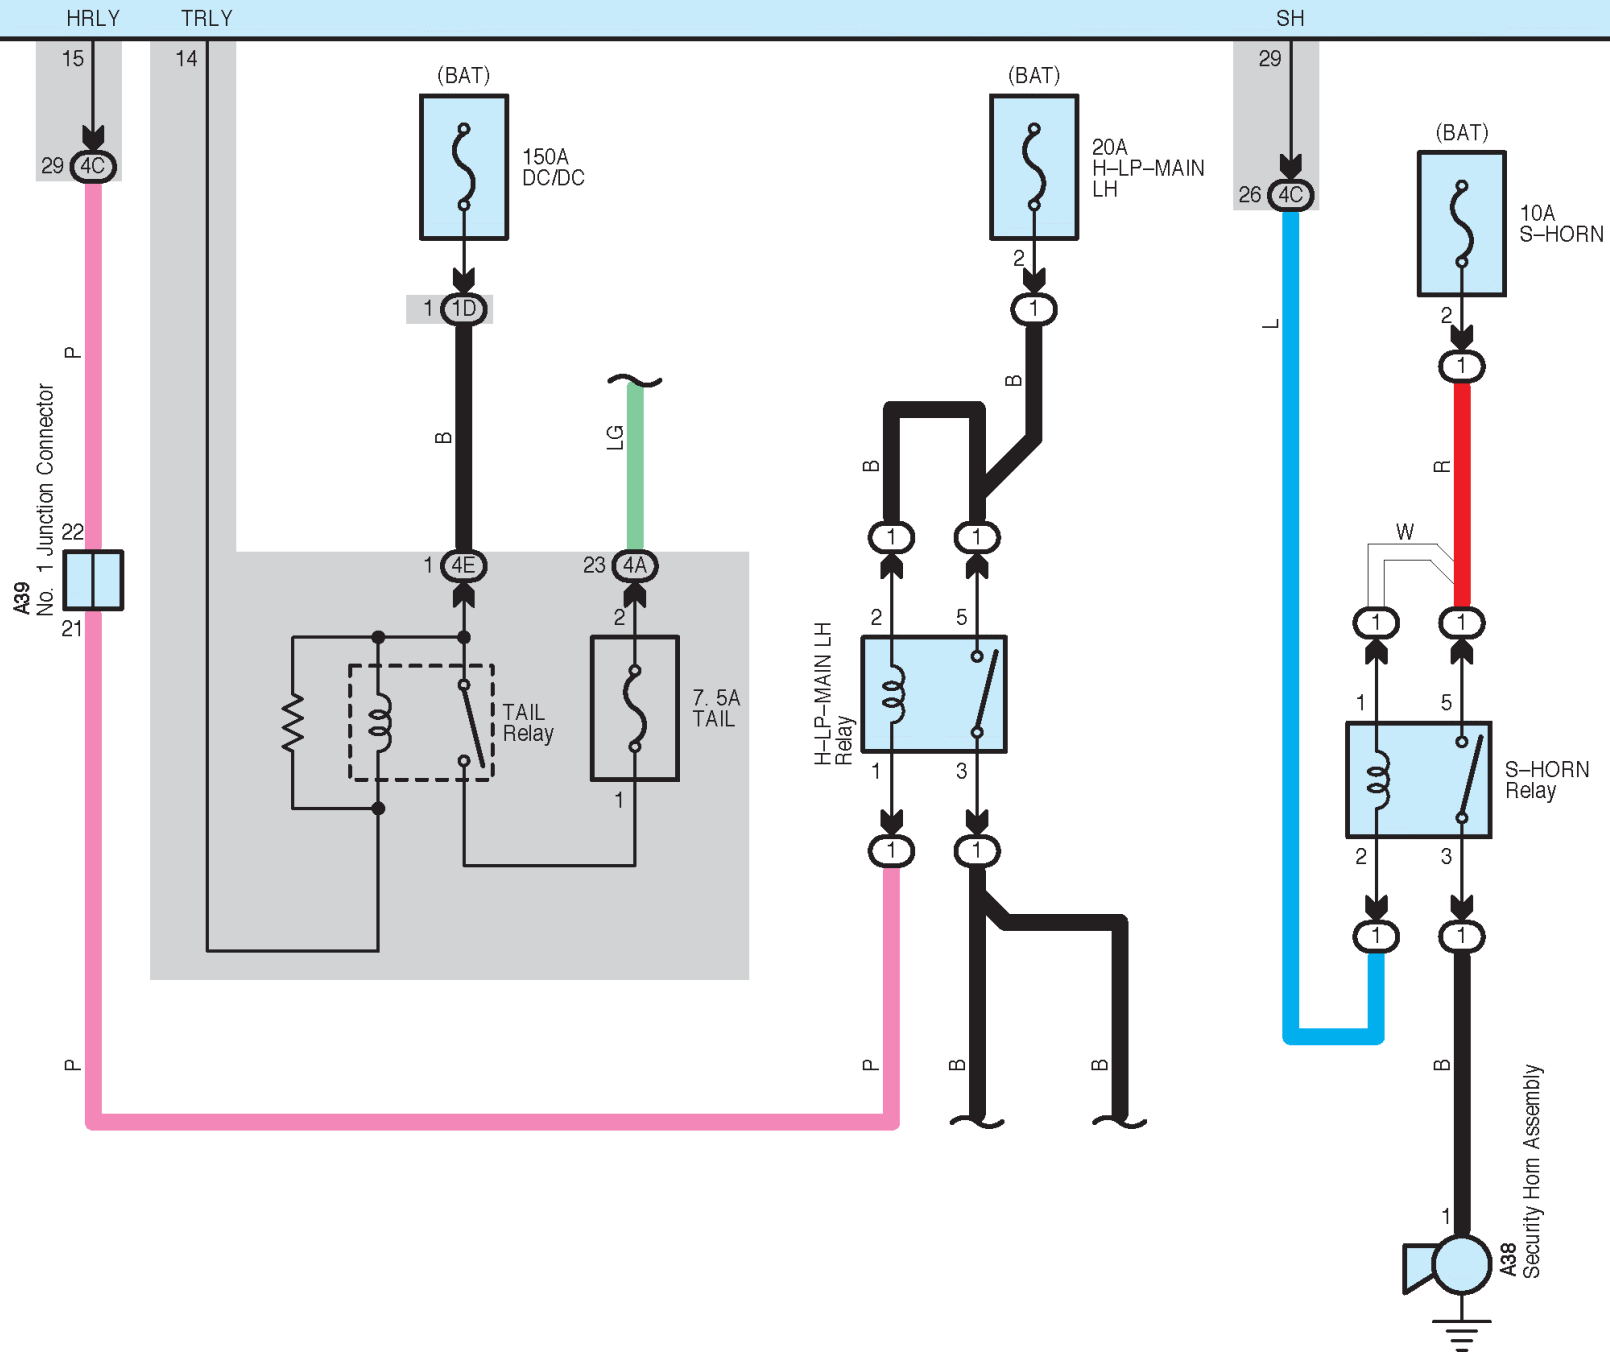 HRLY
TRLY
SH
15
14
29
(BAT)
(BAT)
(BAT)
150A
DC/DC
20A
H–LP–MAIN
LH
10A
S–HORN
29
4C
26
4C
2
2
1
1D
1
1
P
L
B
B
LG
B
R
A39
No. 1 Junction Connector
22
21
W
1
4E
23
4A
1
1
1
1
2
2
5
1
5
TAIL
Relay
7. 5A
TAIL
H–LP–MAIN LH
Relay
S–HORN
Relay
1
1
3
2
3
1
1
1
1
P
P
B
B
B
1
A38
Security Horn Assembly